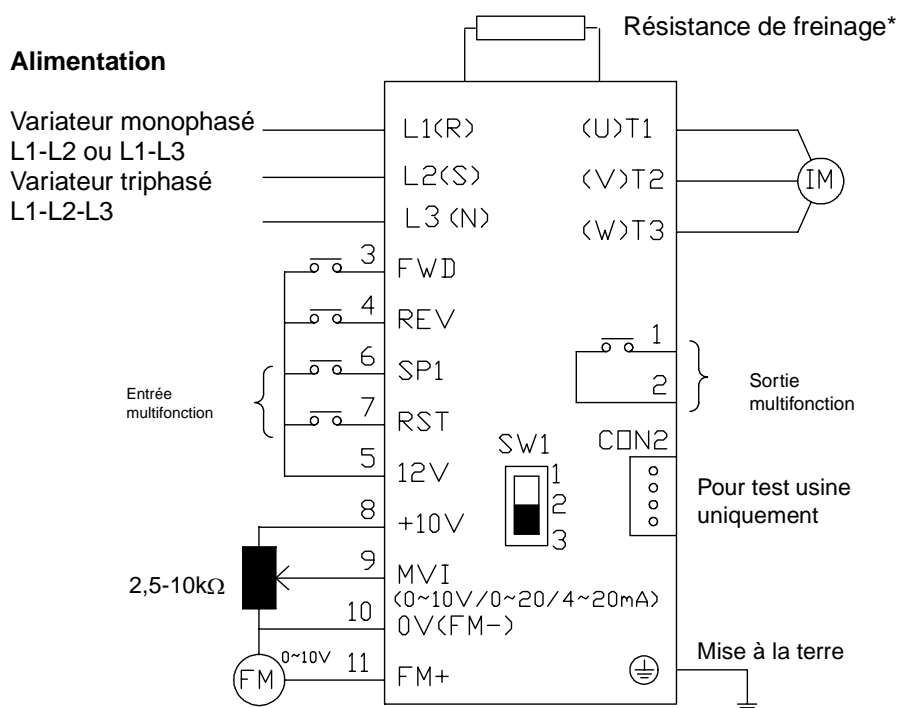 Résistance de freinage*
Alimentation
Variateur monophasé
L1-L2 ou L1-L3
Variateur triphasé
L1-L2-L3
L1(R)
(U)T1
L2(S)
(V)T2
IM
L3(N)
(W)T3
3 FWD
4 REV
6 SP1
7 RST
5 12V
Entrée
multifonction
1
2
Sortie
multifonction
SW1
1
2
3
CON2
Pour test usine
uniquement
8 +10V
9 MVI
(0~10V/0~20/4~20mA)
2,5-10kΩ
10 0V(FM-)
FM
0~10V
11 FM+
Mise à la terre